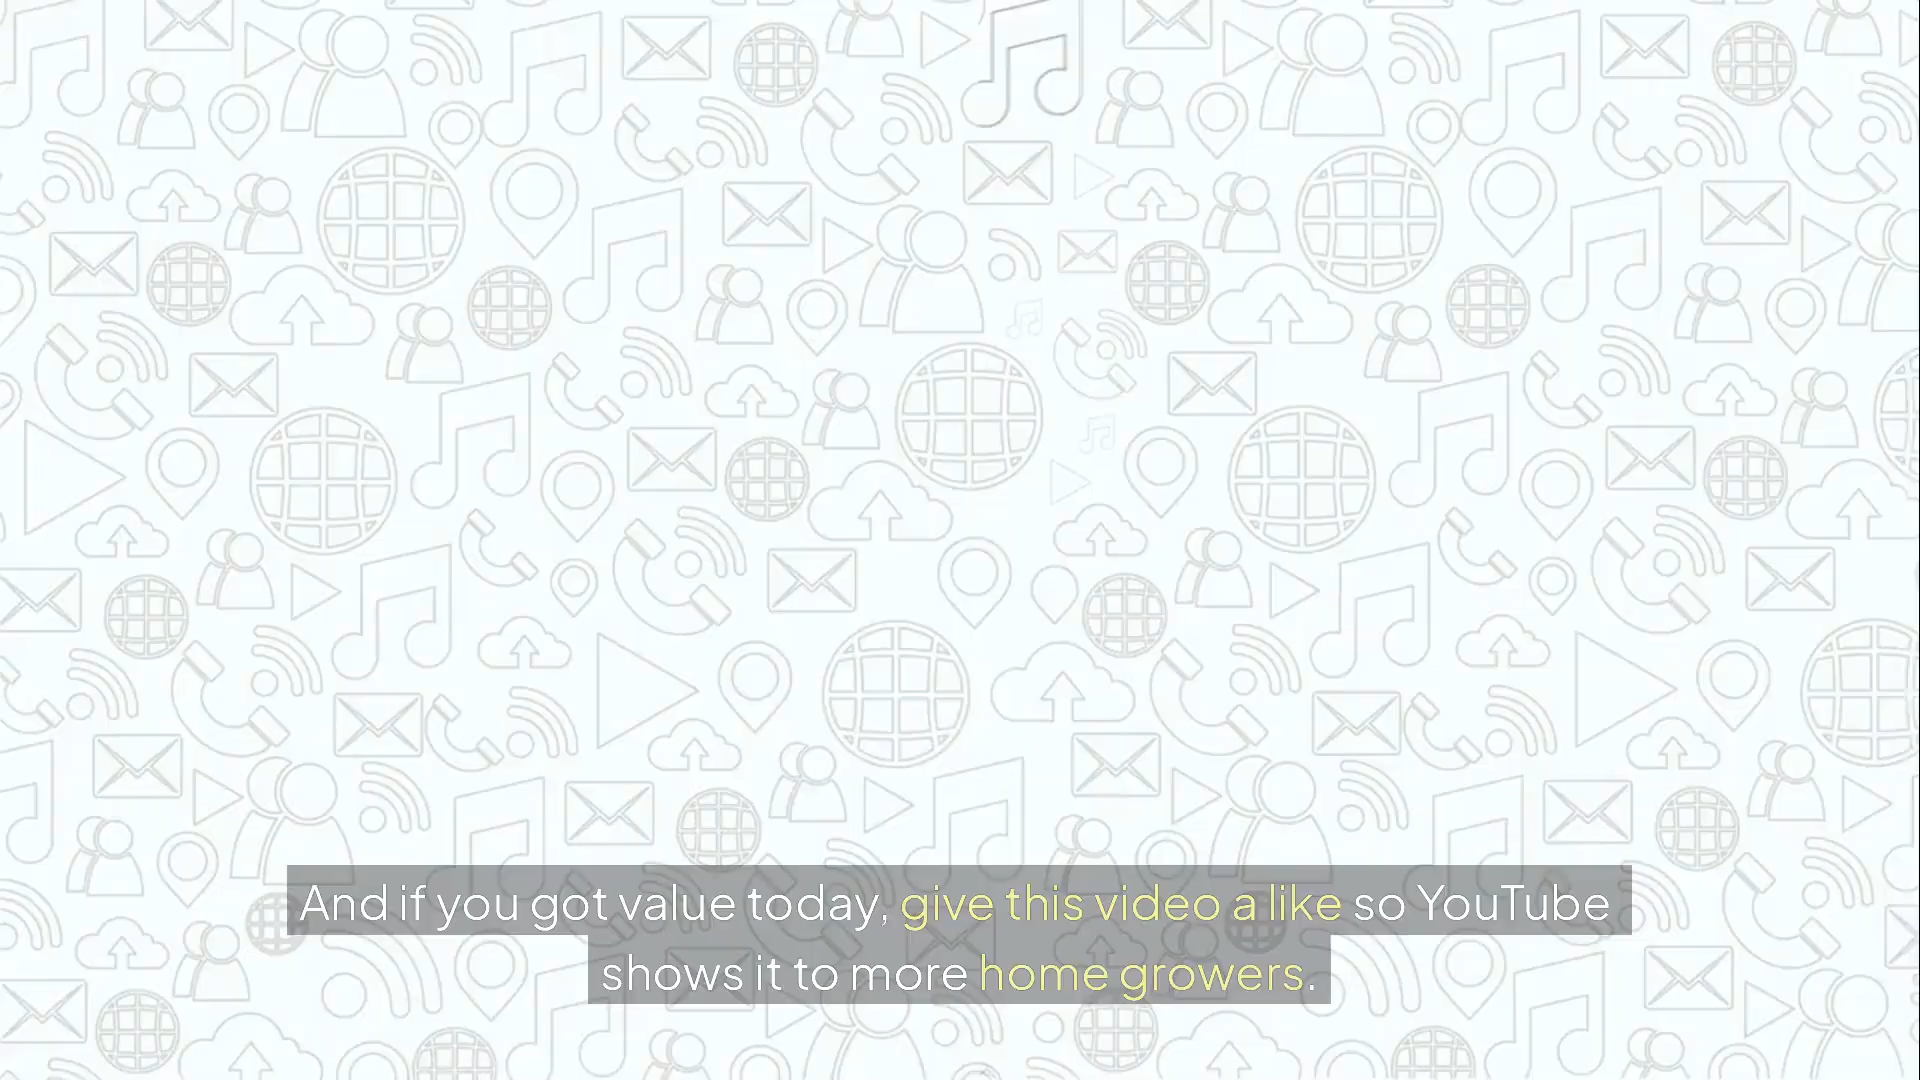 And if you got value today, give this video a like so YouTube
shows it to more home growers.